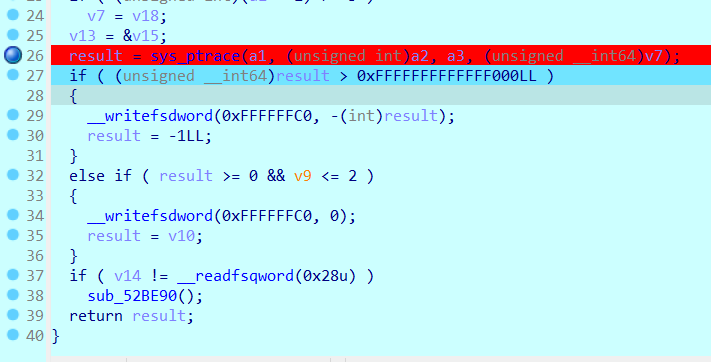 24 v7 = v18;
25 v13 = &v15;
26 result = sys_ptrace(a1, (unsigned int)a2, a3, (unsigned __int64)v7);
27 if ( (unsigned __int64)result > 0xFFFFFFFFFFFFF000LL )
28 {
29 __writefsdword(0xFFFFFFC0, -(int)result);
30 result = -1LL;
31 }
32 else if ( result >= 0 && v9 <= 2 )
33 {
34 __writefsdword(0xFFFFFFC0, 0);
35 result = v10;
36 }
37 if ( v14 != __readfsqword(0x28u) )
38 sub_52BE90();
39 return result;
40 }